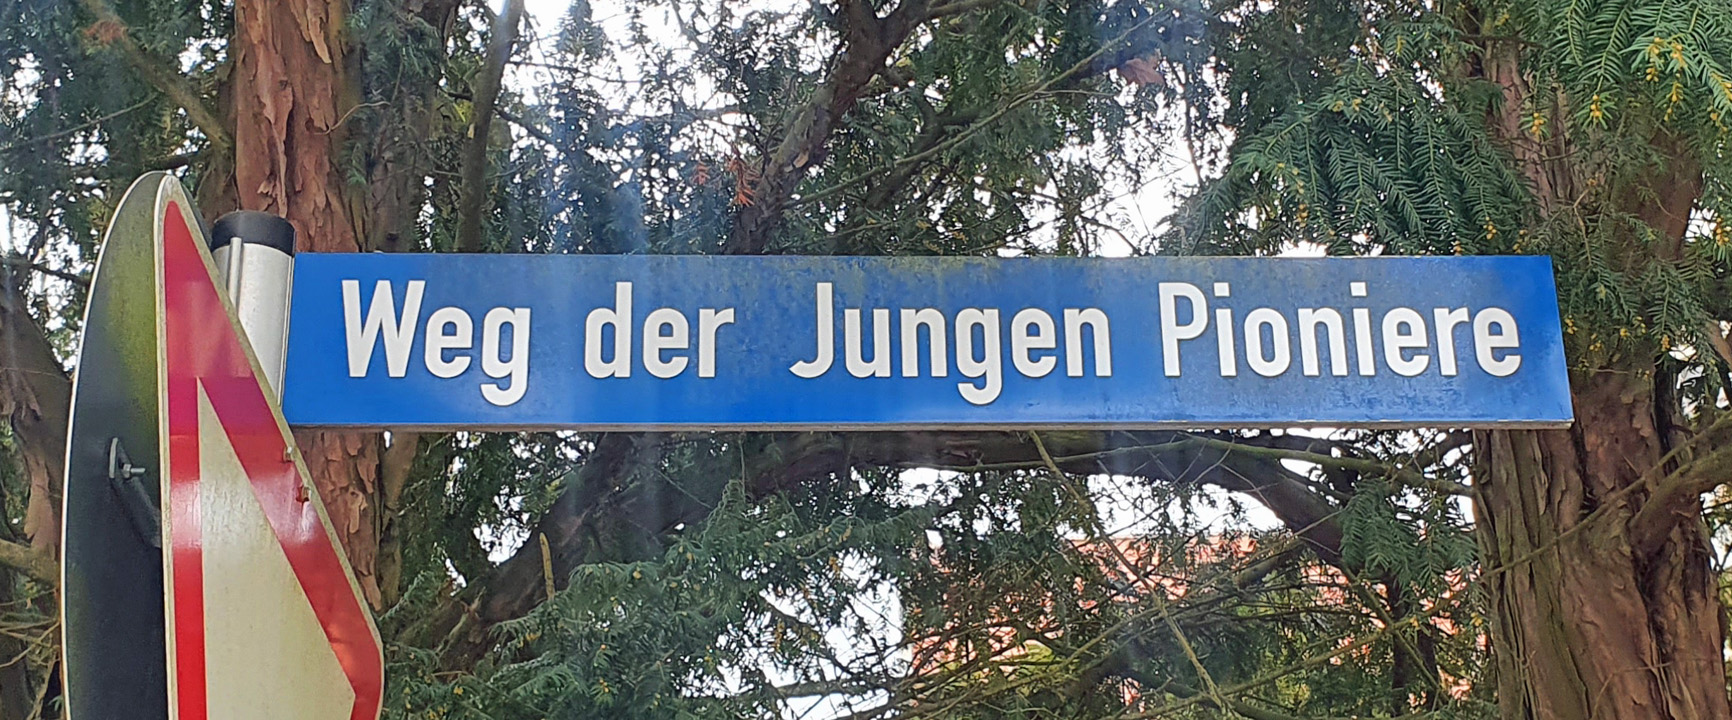 Weg der Jungen Pioniere